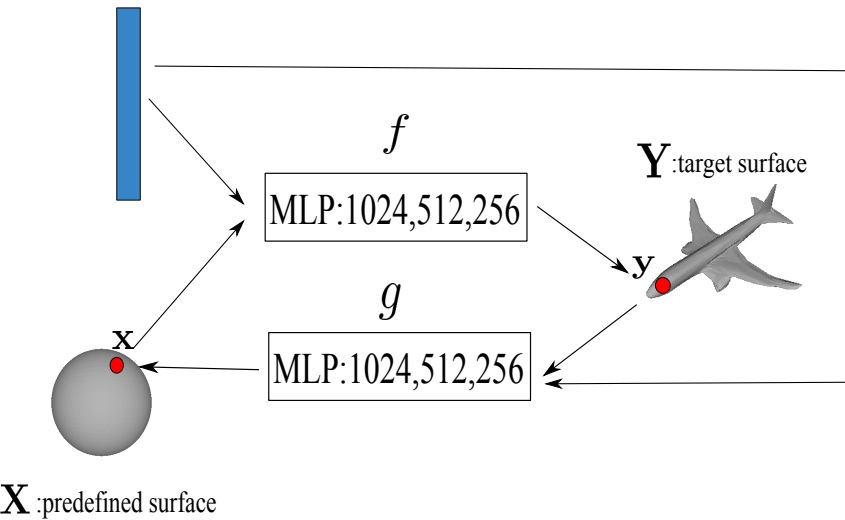 f
Y :target surface
MLP:1024,512,256
y
g
x
MLP:1024,512,256
X :predefined surface